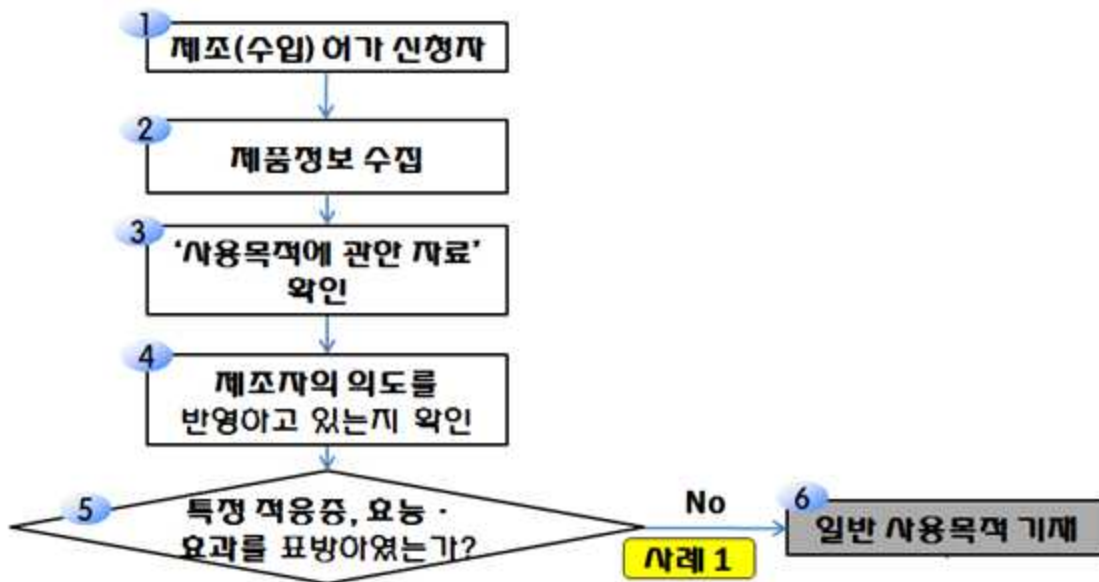 1
제조(수입) 허가 신청자
2
제품정보 수집
3
‘사용목적에 관한 자료’
확인
4
제조자의 의도를
반영하고 있는지 확인
5
특정 적응증, 효능 ·
효과를 표방하였는가?
No
사례 1
6
일반 사용목적 기재